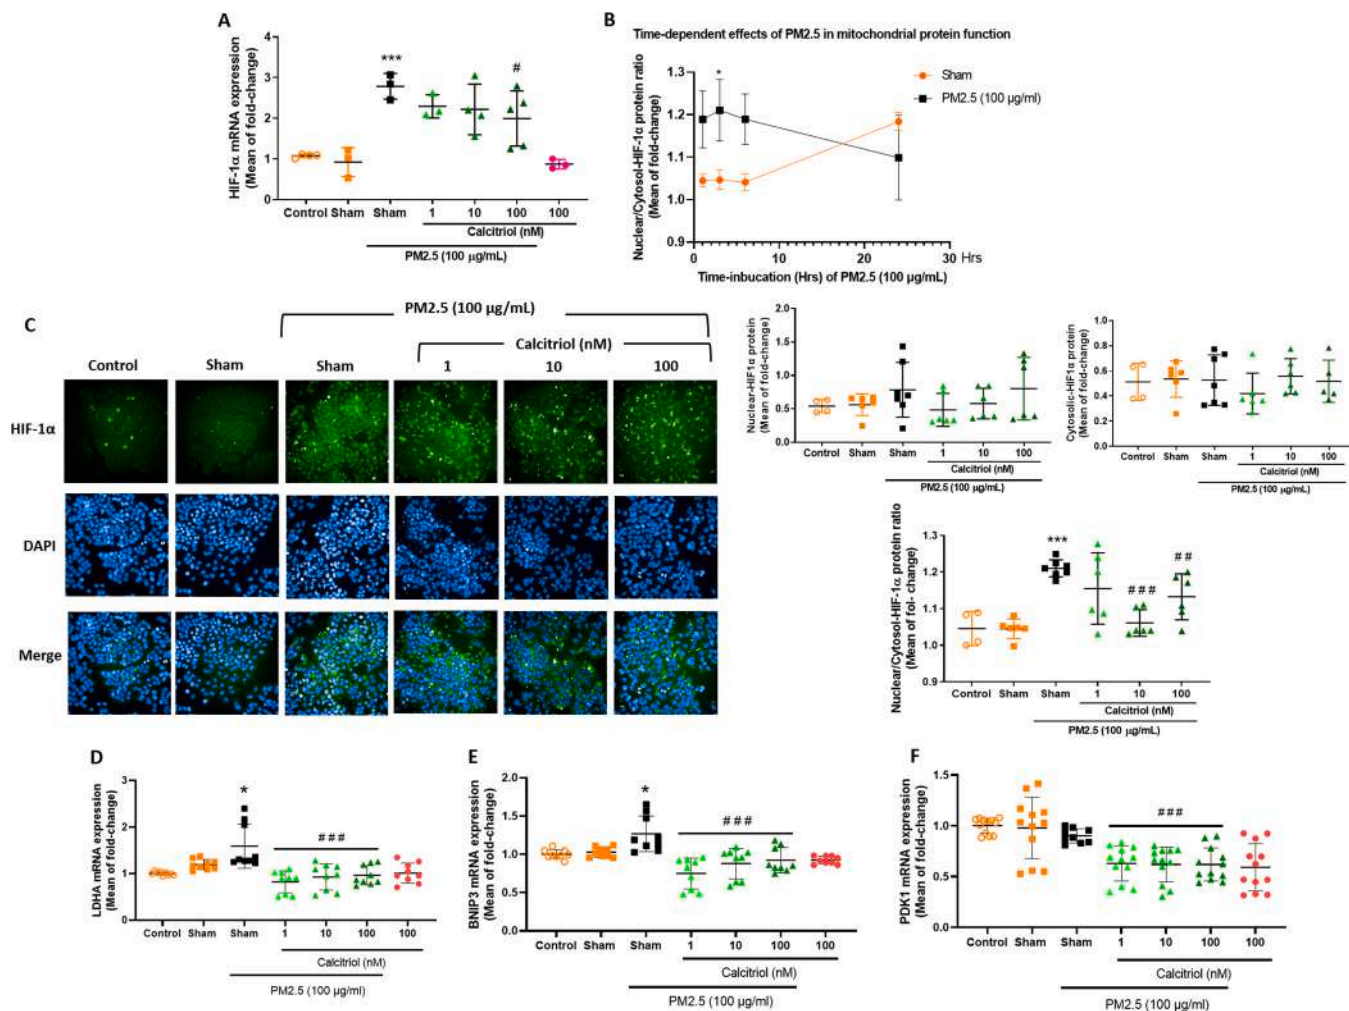 A
HIF-1α mRNA expression
(Mean of fold-change)
4
3
2
1
0
***
#
Control Sham Sham 1 10 100 100
Calcitriol (nM)
PM2.5 (100 µg/mL)
B
Time-dependent effects of PM2.5 in mitochondrial protein function
Nuclear/Cytosol-HIF-1α protein ratio
(Mean of fold-change)
1.3
1.2
1.1
1.0
0.9
*
Sham
PM2.5 (100 µg/ml)
0 10 20 30 Hrs
Time-inbucation (Hrs) of PM2.5 (100 µg/mL)
C
PM2.5 (100 µg/mL)
Calcitriol (nM)
Control Sham Sham 1 10 100
HIF-1α
DAPI
Merge
Nuclear-HIF1α protein
(Mean of fold-change)
2.0
1.5
1.0
0.5
0.0
Control Sham Sham 1 10 100
Calcitriol (nM)
PM2.5 (100 µg/mL)
Cytosolic-HIF1α protein
(Mean of fold-change)
1.0
0.8
0.6
0.4
0.2
0.0
Control Sham Sham 1 10 100
Calcitriol (nM)
PM2.5 (100 µg/mL)
Nuclear/Cytosol-HIF-1α protein ratio
(Mean of fol- change)
1.3
1.2
1.1
1.0
0.9
***
###
##
Control Sham Sham 1 10 100
Calcitriol (nM)
PM2.5 (100 µg/mL)
D
LDHA mRNA expression
(Mean of fold-change)
3
2
1
0
*
###
Control Sham Sham 1 10 100 100
Calcitriol (nM)
PM2.5 (100 µg/ml)
E
BNIP3 mRNA expression
(Mean of fold-change)
2.0
1.5
1.0
0.5
0.0
*
###
Control Sham Sham 1 10 100 100
Calcitriol (nM)
PM2.5 (100 µg/ml)
F
PDK1 mRNA expression
(Mean of fold-change)
1.5
1.0
0.5
0.0
###
Control Sham Sham 1 10 100 100
Calcitriol (nM)
PM2.5 (100 µg/ml)